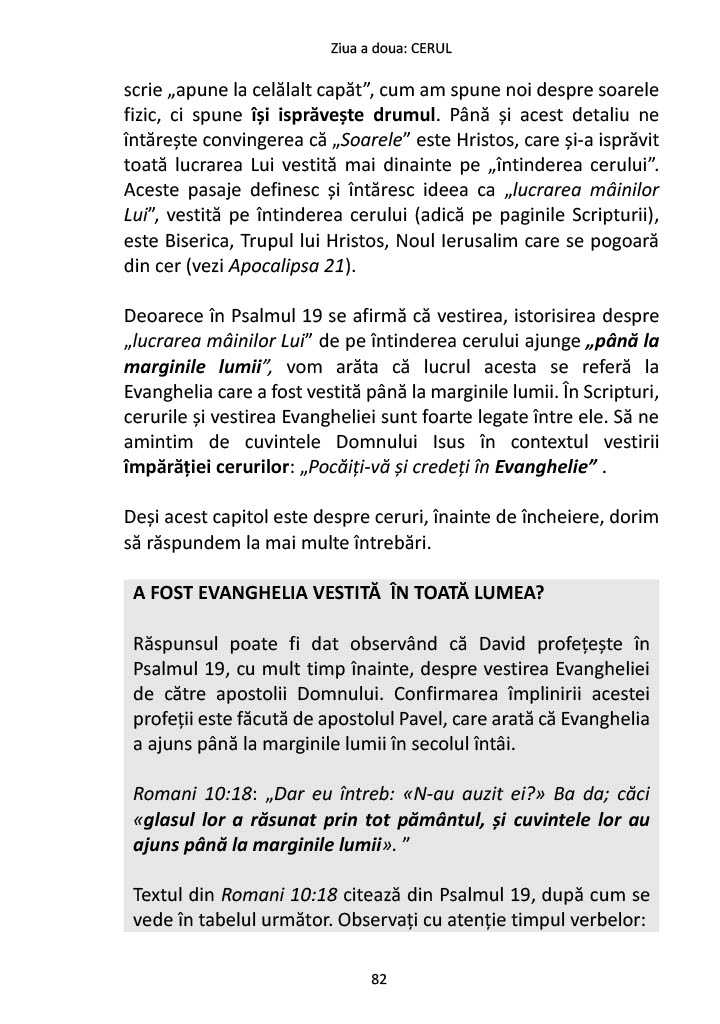 Ziua a doua: CERUL
scrie „apune la celălalt capăt”, cum am spune noi despre soarele
fizic, ci spune își isprăvește drumul. Până și acest detaliu ne
întărește convingerea că „Soarele” este Hristos, care și-a isprăvit
toată lucrarea Lui vestită mai dinainte pe „întinderea cerului”.
Aceste pasaje definesc și întăresc ideea ca „lucrarea mâinilor
Lui”, vestită pe întinderea cerului (adică pe paginile Scripturii),
este Biserica, Trupul lui Hristos, Noul Ierusalim care se pogoară
din cer (vezi Apocalipsa 21).
Deoarece în Psalmul 19 se afirmă că vestirea, istorisirea despre
„lucrarea mâinilor Lui” de pe întinderea cerului ajunge „până la
marginile lumii”, vom arăta că lucrul acesta se referă la
Evanghelia care a fost vestită până la marginile lumii. În Scripturi,
cerurile și vestirea Evangheliei sunt foarte legate între ele. Să ne
amintim de cuvintele Domnului Isus în contextul vestirii
împărăției cerurilor: „Pocăiți-vă și credeți în Evanghelie” .
Deși acest capitol este despre ceruri, înainte de încheiere, dorim
să răspundem la mai multe întrebări.
A FOST EVANGHELIA VESTITĂ  ÎN TOATĂ LUMEA?
Răspunsul poate fi dat observând că David profețește în
Psalmul 19, cu mult timp înainte, despre vestirea Evangheliei
de către apostolii Domnului. Confirmarea împlinirii acestei
profeții este făcută de apostolul Pavel, care arată că Evanghelia
a ajuns până la marginile lumii în secolul întâi.
Romani 10:18: „Dar eu întreb: «N-au auzit ei?» Ba da; căci
«glasul lor a răsunat prin tot pământul, și cuvintele lor au
ajuns până la marginile lumii». ”
Textul din Romani 10:18 citează din Psalmul 19, după cum se
vede în tabelul următor. Observați cu atenție timpul verbelor:
82